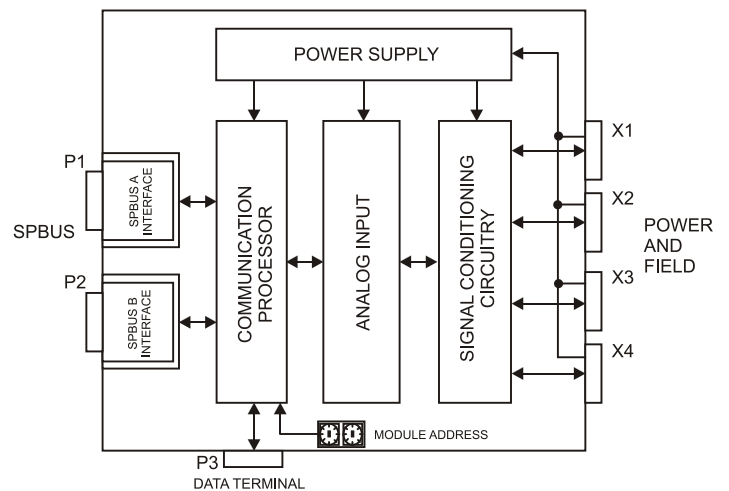 POWER SUPPLY
X1
P1
SPBUS A
INTERFACE
SPBUS
X2
POWER
AND
FIELD
COMMUNICATION
PROCESSOR
ANALOG INPUT
SIGNAL CONDITIONING
CIRCUITRY
P2
SPBUS B
INTERFACE
X3
X4
MODULE ADDRESS
P3
DATA TERMINAL